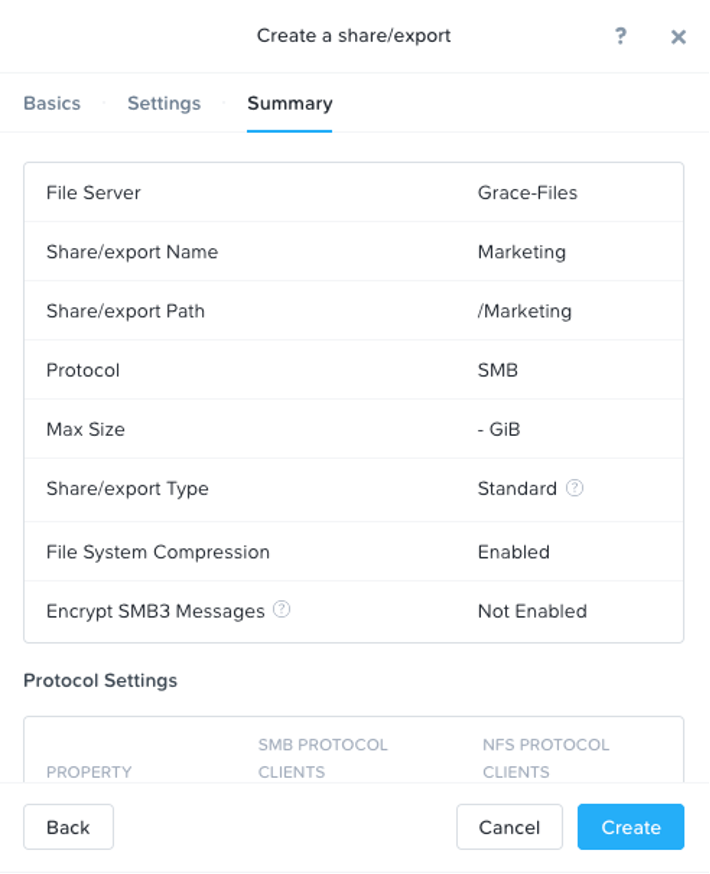 Create a share/export ? ×
Basics Settings Summary
File Server Grace-Files
Share/export Name Marketing
Share/export Path /Marketing
Protocol SMB
Max Size - GiB
Share/export Type Standard ?
File System Compression Enabled
Encrypt SMB3 Messages ? Not Enabled
Protocol Settings
SMB PROTOCOL NFS PROTOCOL
PROPERTY CLIENTS CLIENTS
Back Cancel Create